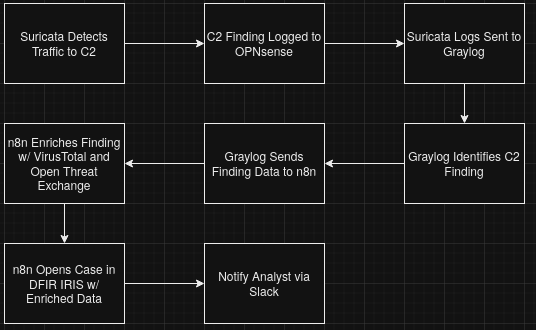 Suricata Detects
Traffic to C2
C2 Finding Logged to
OPNsense
Suricata Logs Sent to
Graylog
Graylog Identifies C2
Finding
Graylog Sends
Finding Data to n8n
n8n Enriches Finding
w/ VirusTotal and
Open Threat
Exchange
n8n Opens Case in
DFIR IRIS w/
Enriched Data
Notify Analyst via
Slack